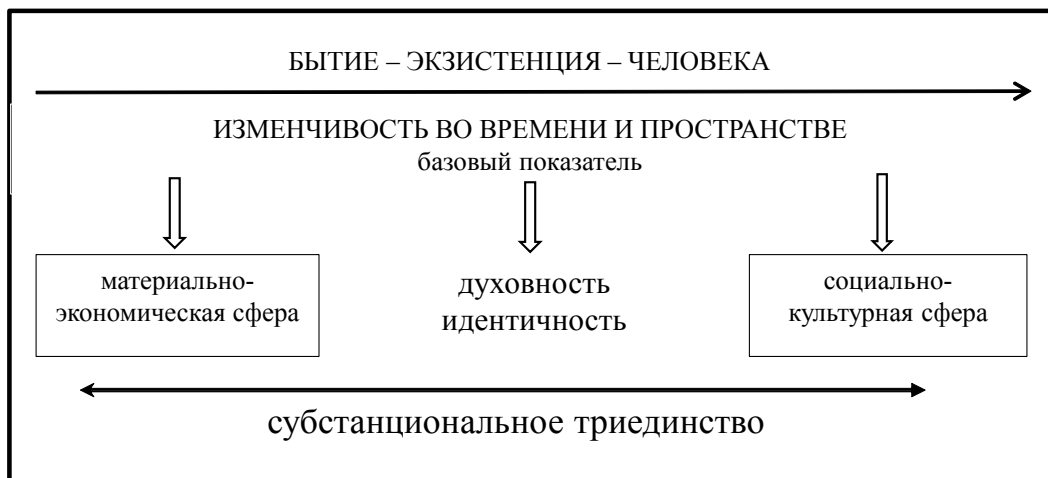 БЫТИЕ – ЭКЗИСТЕНЦИЯ – ЧЕЛОВЕКА
ИЗМЕНЧИВОСТЬ ВО ВРЕМЕНИ И ПРОСТРАНСТВЕ
базовый показатель
материально-
экономическая сфера
духовность
идентичность
социально-
культурная сфера
субстанциональное триединство